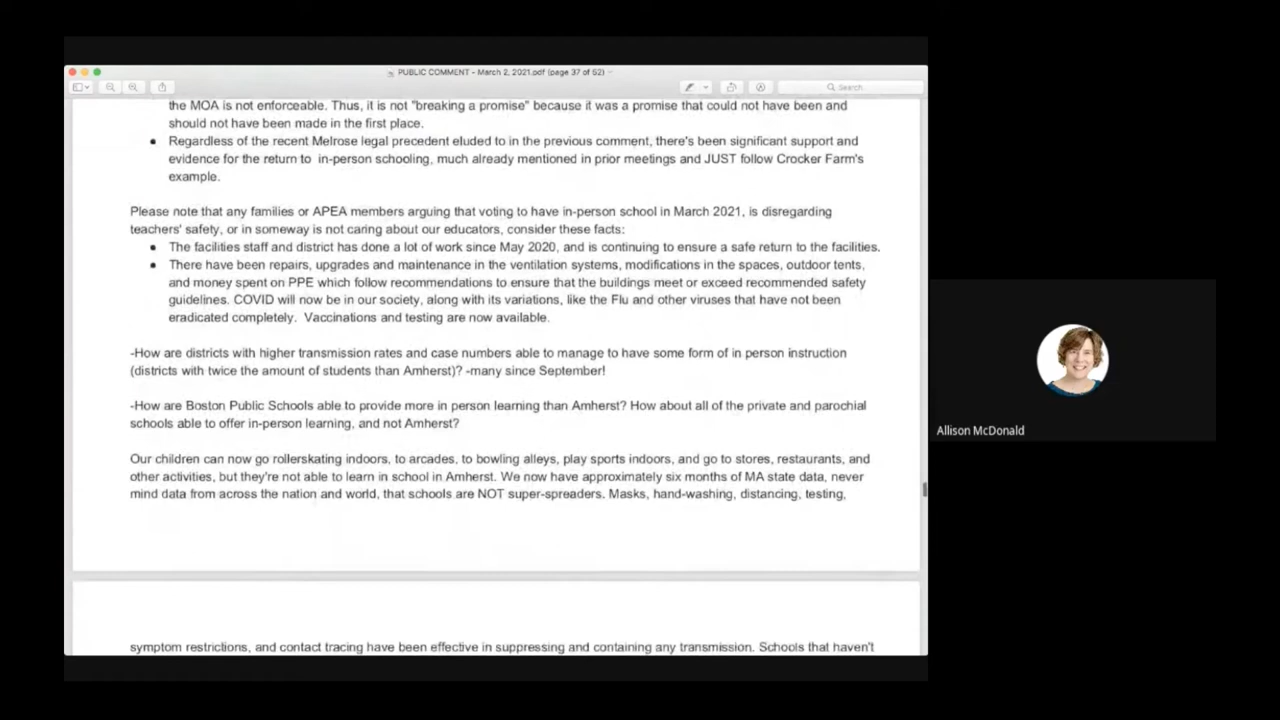 PUBLIC COMMENT - March 2, 2021.pdf (page 37 of 52)
Search
the MOA is not enforceable. Thus, it is not "breaking a promise" because it was a promise that could not have been and
should not have been made in the first place.
● Regardless of the recent Melrose legal precedent eluded to in the previous comment, there's been significant support and
evidence for the return to in-person schooling, much already mentioned in prior meetings and JUST follow Crocker Farm's
example.
Please note that any families or APEA members arguing that voting to have in-person school in March 2021, is disregarding
teachers' safety, or in someway is not caring about our educators, consider these facts:
● The facilities staff and district has done a lot of work since May 2020, and is continuing to ensure a safe return to the facilities.
● There have been repairs, upgrades and maintenance in the ventilation systems, modifications in the spaces, outdoor tents,
and money spent on PPE which follow recommendations to ensure that the buildings meet or exceed recommended safety
guidelines. COVID will now be in our society, along with its variations, like the Flu and other viruses that have not been
eradicated completely. Vaccinations and testing are now available.
-How are districts with higher transmission rates and case numbers able to manage to have some form of in person instruction
(districts with twice the amount of students than Amherst)? -many since September!
-How are Boston Public Schools able to provide more in person learning than Amherst? How about all of the private and parochial
schools able to offer in-person learning, and not Amherst?
Our children can now go rollerskating indoors, to arcades, to bowling alleys, play sports indoors, and go to stores, restaurants, and
other activities, but they're not able to learn in school in Amherst. We now have approximately six months of MA state data, never
mind data from across the nation and world, that schools are NOT super-spreaders. Masks, hand-washing, distancing, testing,
symptom restrictions, and contact tracing have been effective in suppressing and containing any transmission. Schools that haven't
Allison McDonald